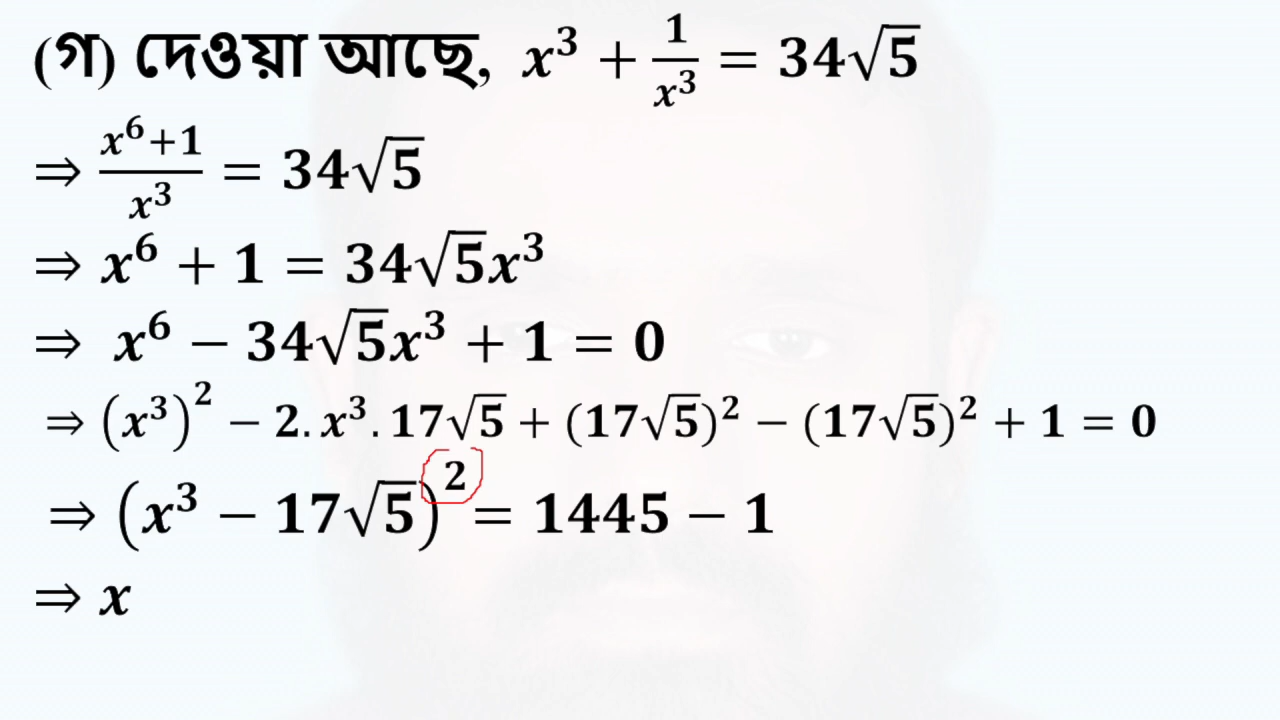 (গ) দেওয়া আছে, x³ + 1/x³ = 34√5
⇒ (x⁶+1)/x³ = 34√5
⇒ x⁶ + 1 = 34√5x³
⇒ x⁶ − 34√5x³ + 1 = 0
⇒ (x³)² − 2. x³. 17√5 + (17√5)² − (17√5)² + 1 = 0
⇒ (x³ − 17√5)² = 1445 − 1
⇒ x